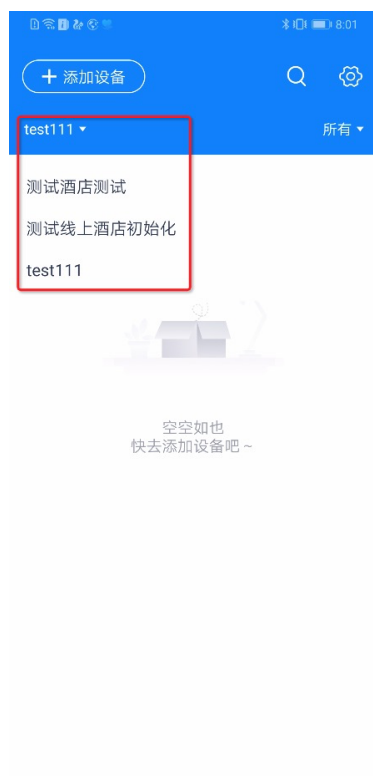 8:01
添加设备
test111
所有
测试酒店测试
测试线上酒店初始化
test111
空空如也
快去添加设备吧~